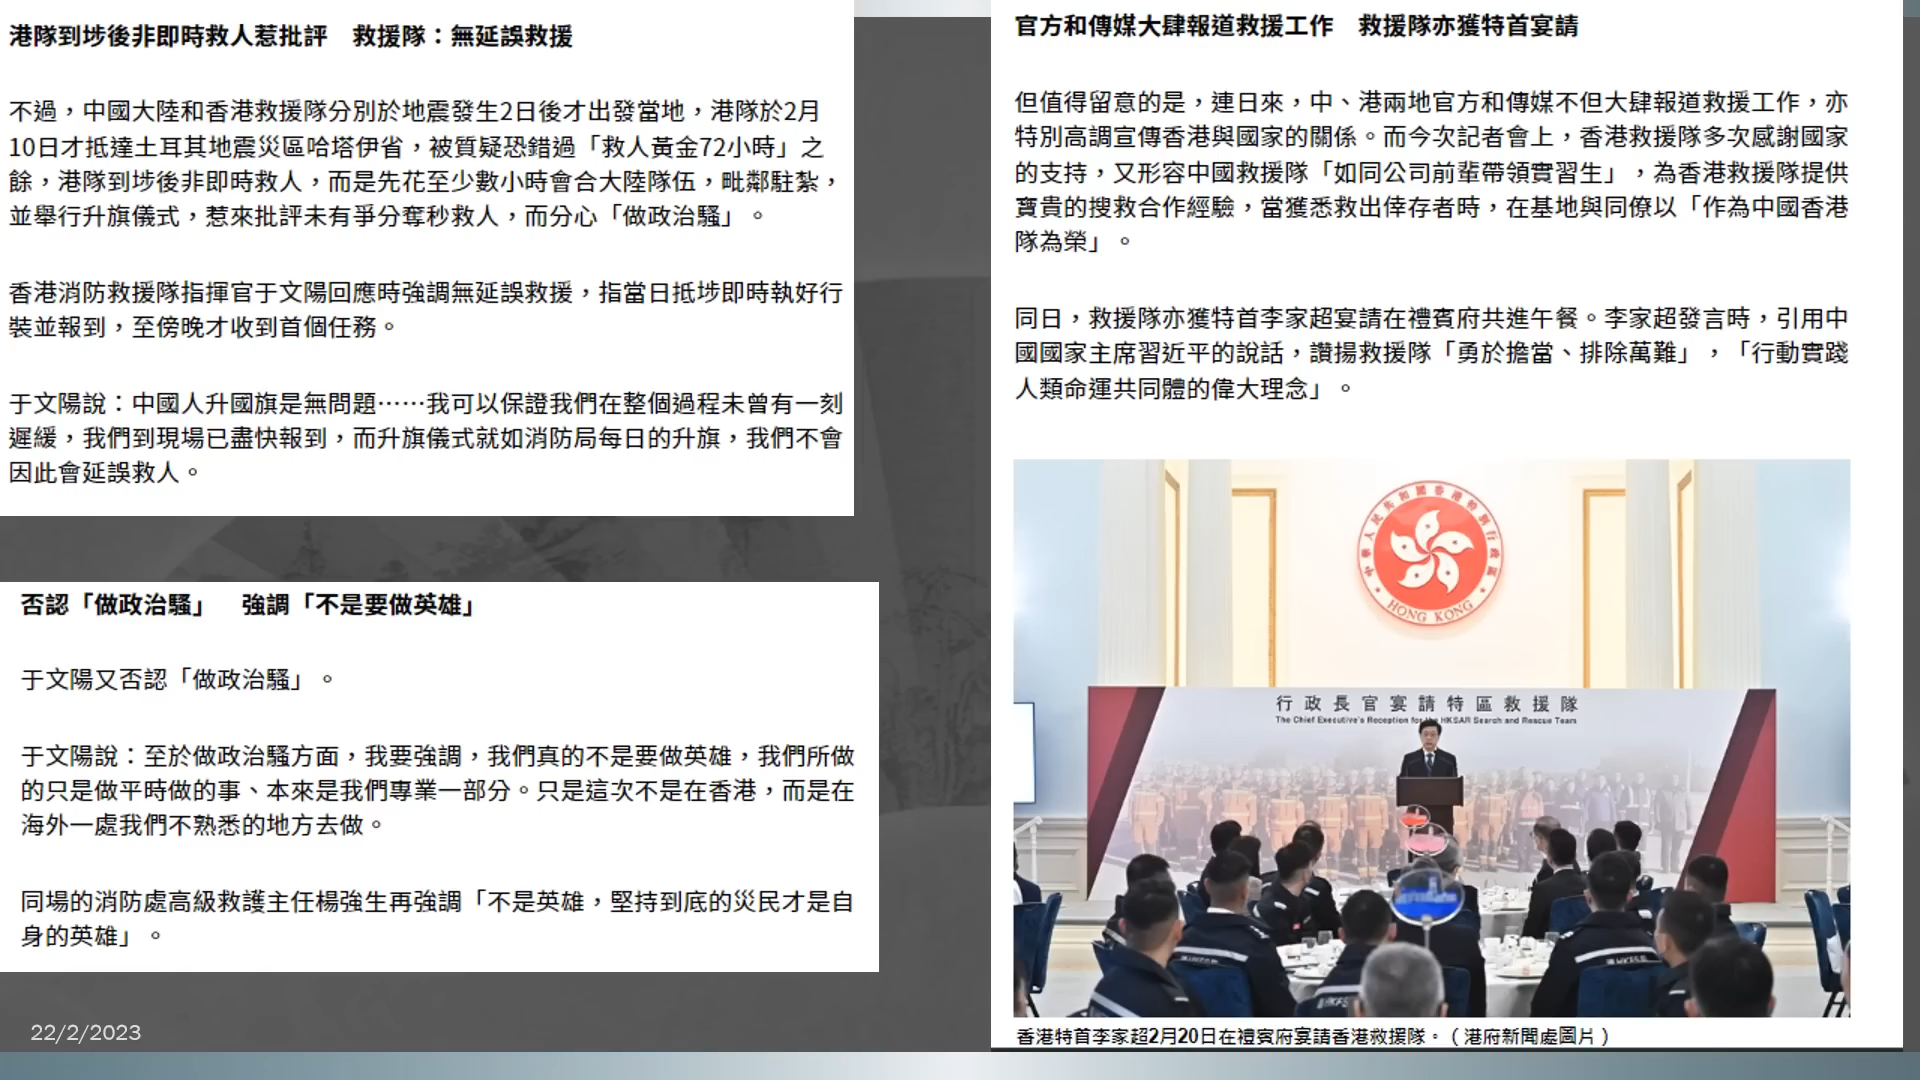 港隊到埗後非即時救人惹批評　救援隊：無延誤救援
不過，中國大陸和香港救援隊分別於地震發生2日後才出發當地，港隊於2月
10日才抵達土耳其地震災區哈塔伊省，被質疑恐錯過「救人黃金72小時」之
餘，港隊到埗後非即時救人，而是先花至少數小時會合大陸隊伍，毗鄰駐紮，
並舉行升旗儀式，惹來批評未有爭分奪秒救人，而分心「做政治騷」。
香港消防救援隊指揮官于文陽回應時強調無延誤救援，指當日抵埗即時執好行
裝並報到，至傍晚才收到首個任務。
于文陽說：中國人升國旗是無問題⋯⋯我可以保證我們在整個過程未曾有一刻
遲緩，我們到現場已盡快報到，而升旗儀式就如消防局每日的升旗，我們不會
因此會延誤救人。
否認「做政治騷」　強調「不是要做英雄」
于文陽又否認「做政治騷」。
于文陽說：至於做政治騷方面，我要強調，我們真的不是要做英雄，我們所做
的只是做平時做的事、本來是我們專業一部分。只是這次不是在香港，而是在
海外一處我們不熟悉的地方去做。
同場的消防處高級救護主任楊強生再強調「不是英雄，堅持到底的災民才是自
身的英雄」。
22/2/2023
官方和傳媒大肆報道救援工作　救援隊亦獲特首宴請
但值得留意的是，連日來，中、港兩地官方和傳媒不但大肆報道救援工作，亦
特別高調宣傳香港與國家的關係。而今次記者會上，香港救援隊多次感謝國家
的支持，又形容中國救援隊「如同公司前輩帶領實習生」，為香港救援隊提供
寶貴的搜救合作經驗，當獲悉救出倖存者時，在基地與同僚以「作為中國香港
隊為榮」。
同日，救援隊亦獲特首李家超宴請在禮賓府共進午餐。李家超發言時，引用中
國國家主席習近平的說話，讚揚救援隊「勇於擔當、排除萬難」，「行動實踐
人類命運共同體的偉大理念」。
中華人民共和國香港特別行政區
HONG KONG
行政長官宴請特區救援隊
The Chief Executive's Reception for the HKSAR Search and Rescue Team
香港特首李家超2月20日在禮賓府宴請香港救援隊。（港府新聞處圖片）